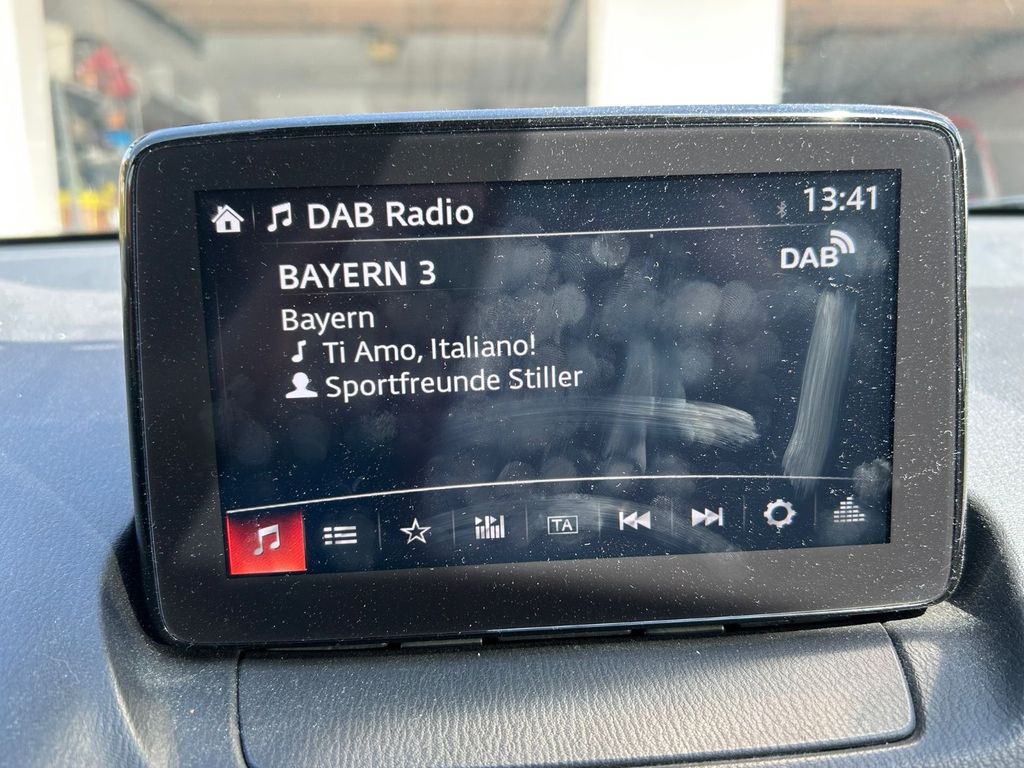 DAB Radio
13:41
DAB
BAYERN 3
Bayern
Ti Amo, Italiano!
Sportfreunde Stiller
TA